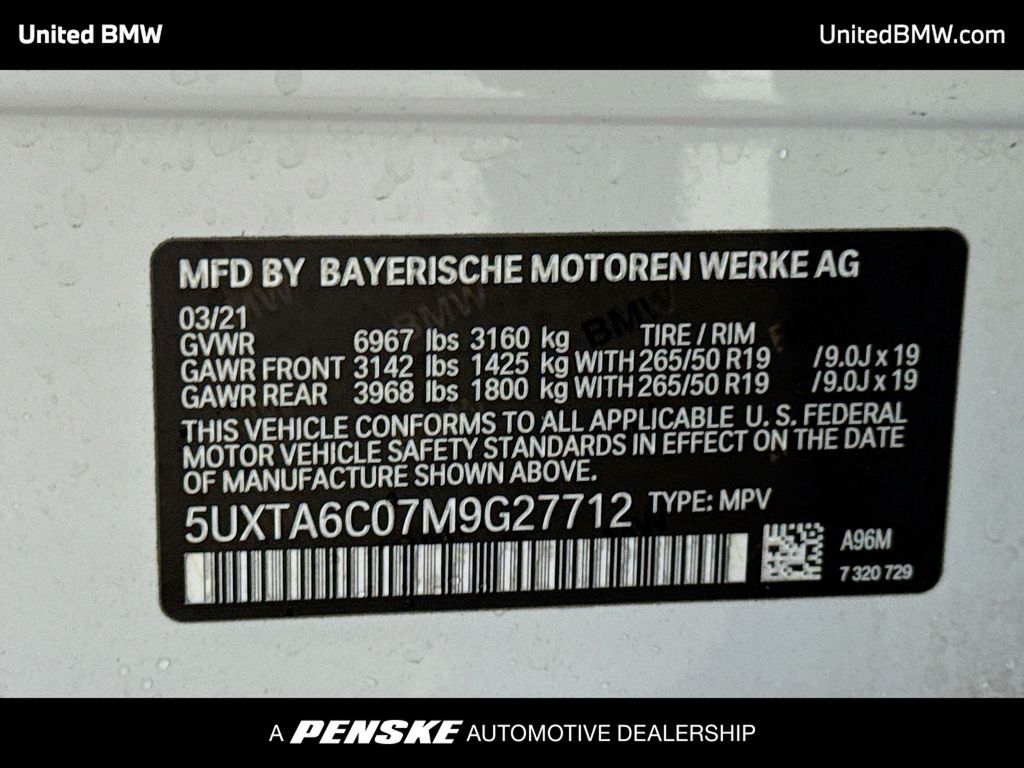 United BMW
UnitedBMW.com
MFD BY BAYERISCHE MOTOREN WERKE AG
03/21
GVWR 6967 lbs 3160 kg TIRE / RIM
GAWR FRONT 3142 lbs 1425 kg WITH 265/50 R19 /9.0J x 19
GAWR REAR 3968 lbs 1800 kg WITH 265/50 R19 /9.0J x 19
THIS VEHICLE CONFORMS TO ALL APPLICABLE U. S. FEDERAL
MOTOR VEHICLE SAFETY STANDARDS IN EFFECT ON THE DATE
OF MANUFACTURE SHOWN ABOVE.
5UXTA6C07M9G27712 TYPE: MPV
A96M
7 320 729
A PENSKE AUTOMOTIVE DEALERSHIP